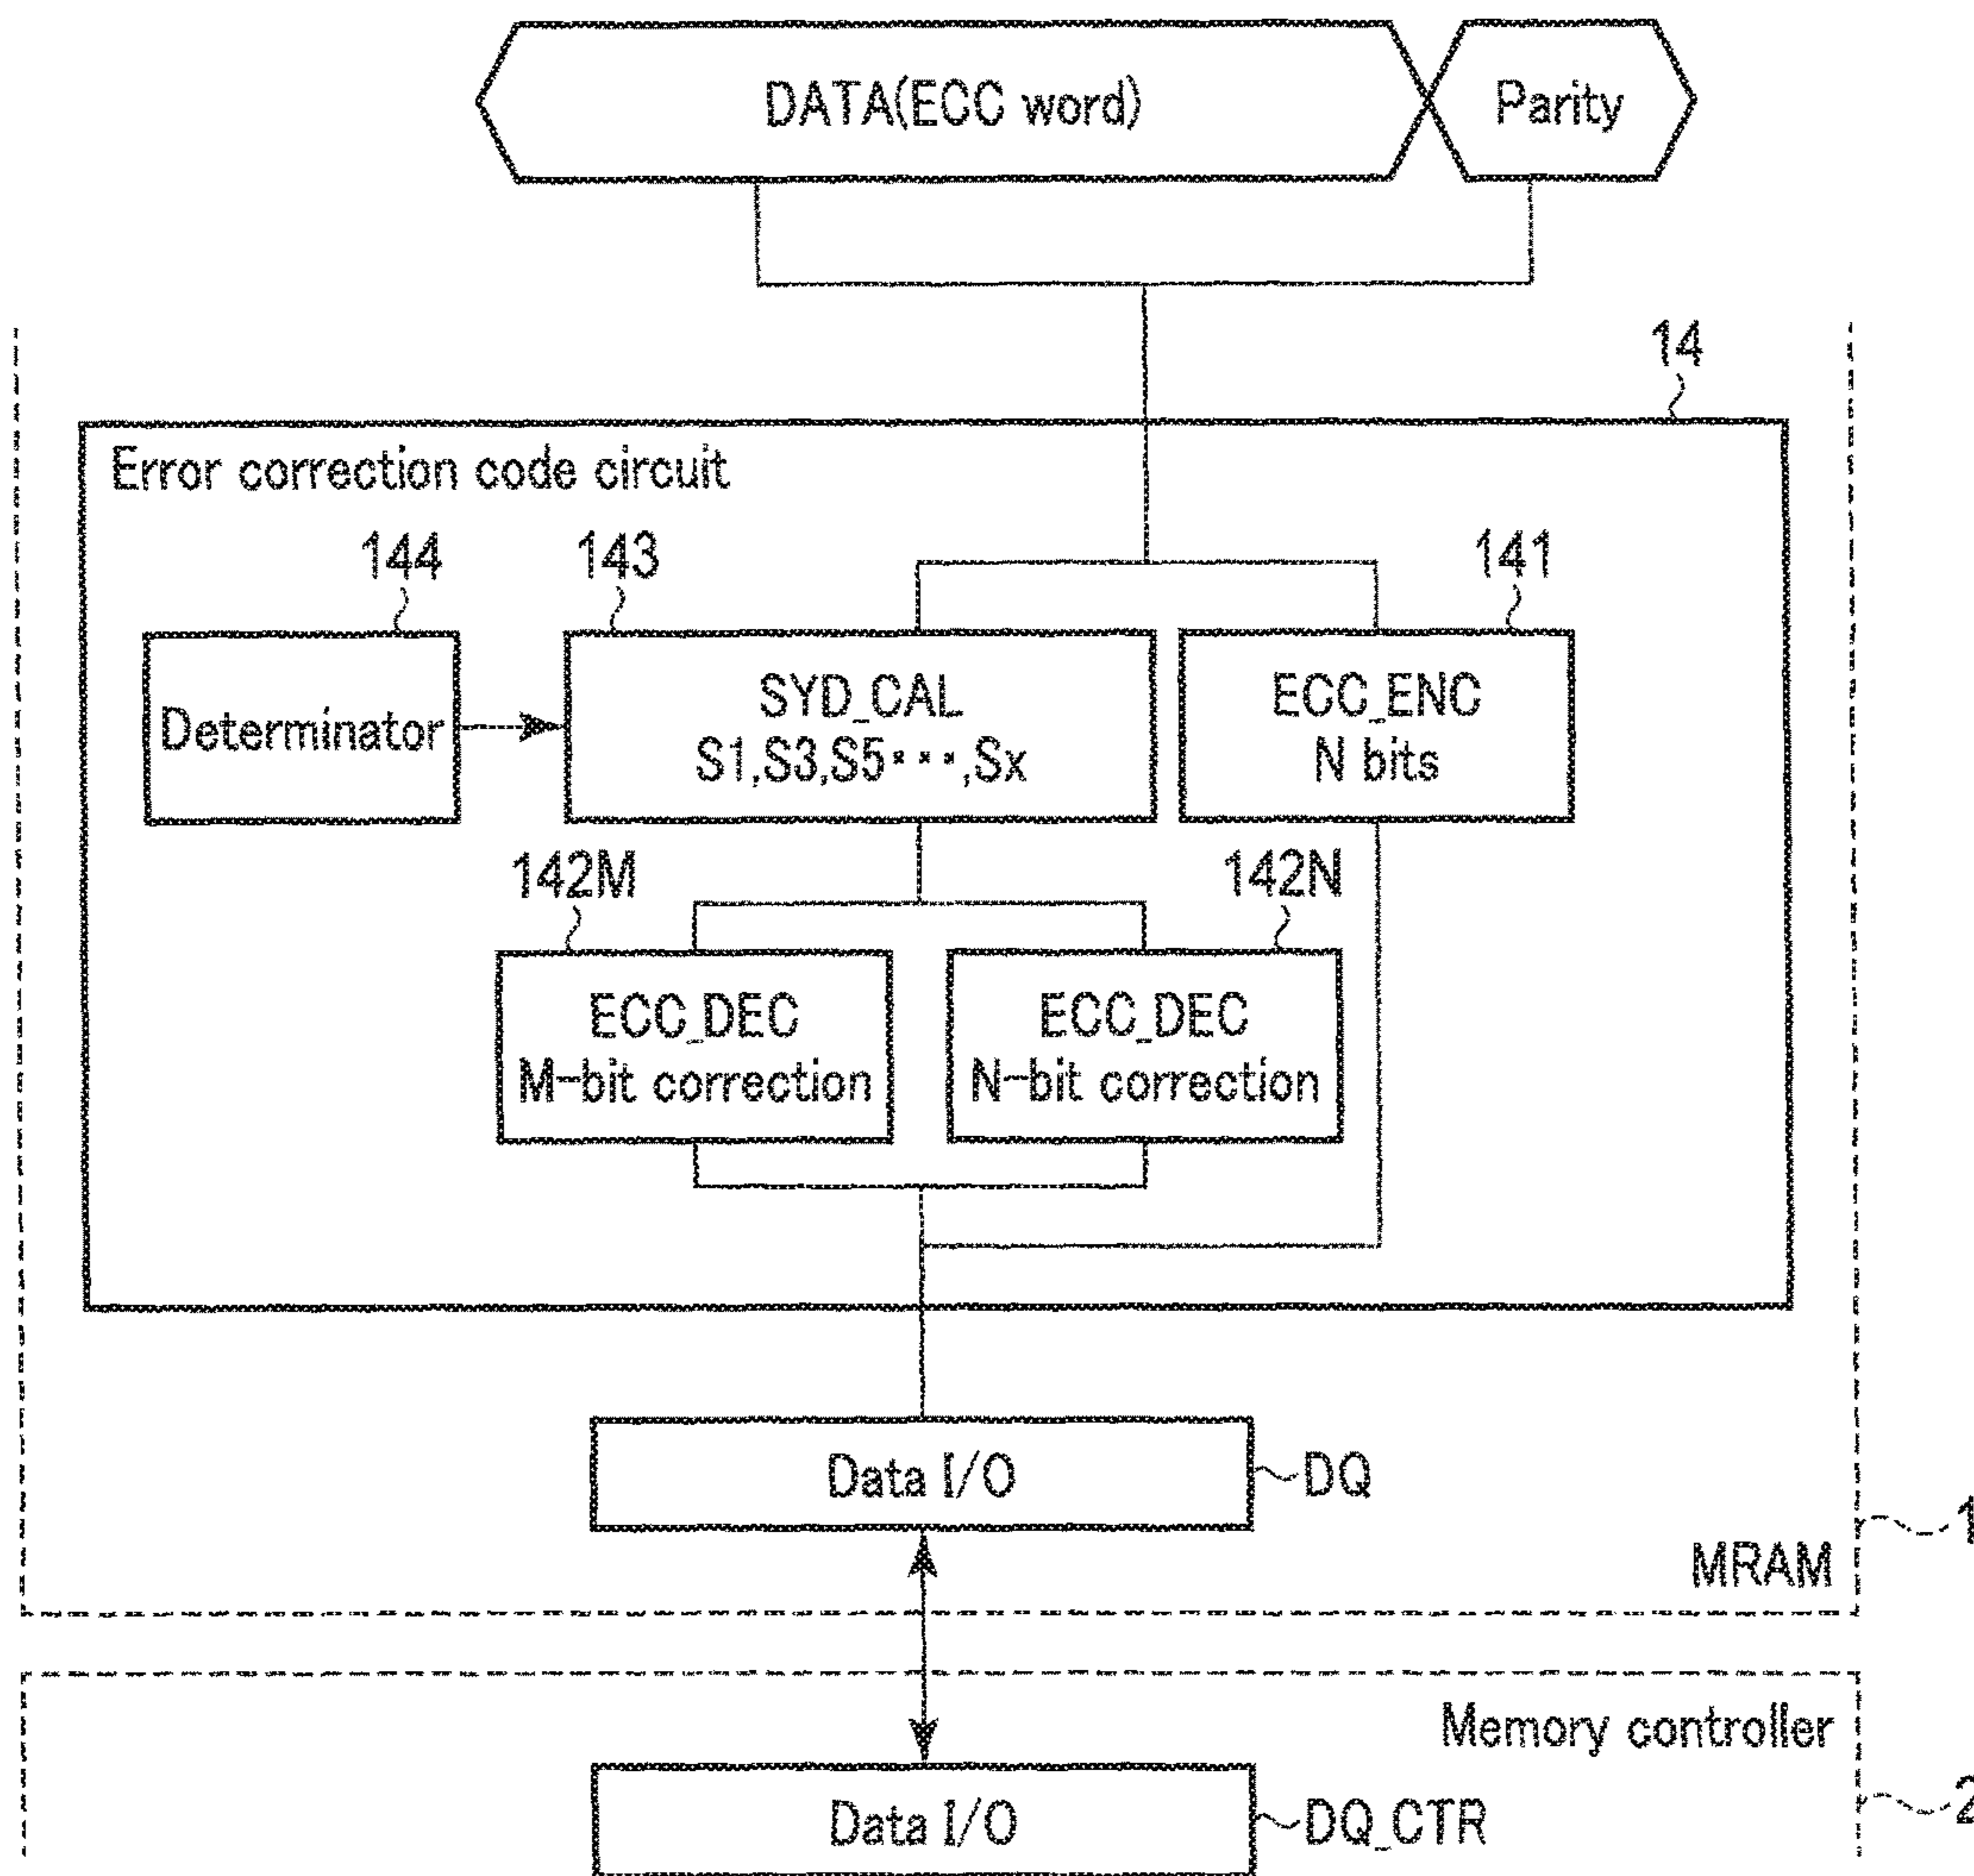 DATA(ECC word)
Parity
14
Error correction code circuit
144
143
141
Determinator
SYD_CAL
S1,S3,S5···,Sx
ECC_ENC
N bits
142M
142N
ECC_DEC
M-bit correction
ECC_DEC
N-bit correction
Data I/O
DQ
1
MRAM
Memory controller
2
Data I/O
DQ_CTR